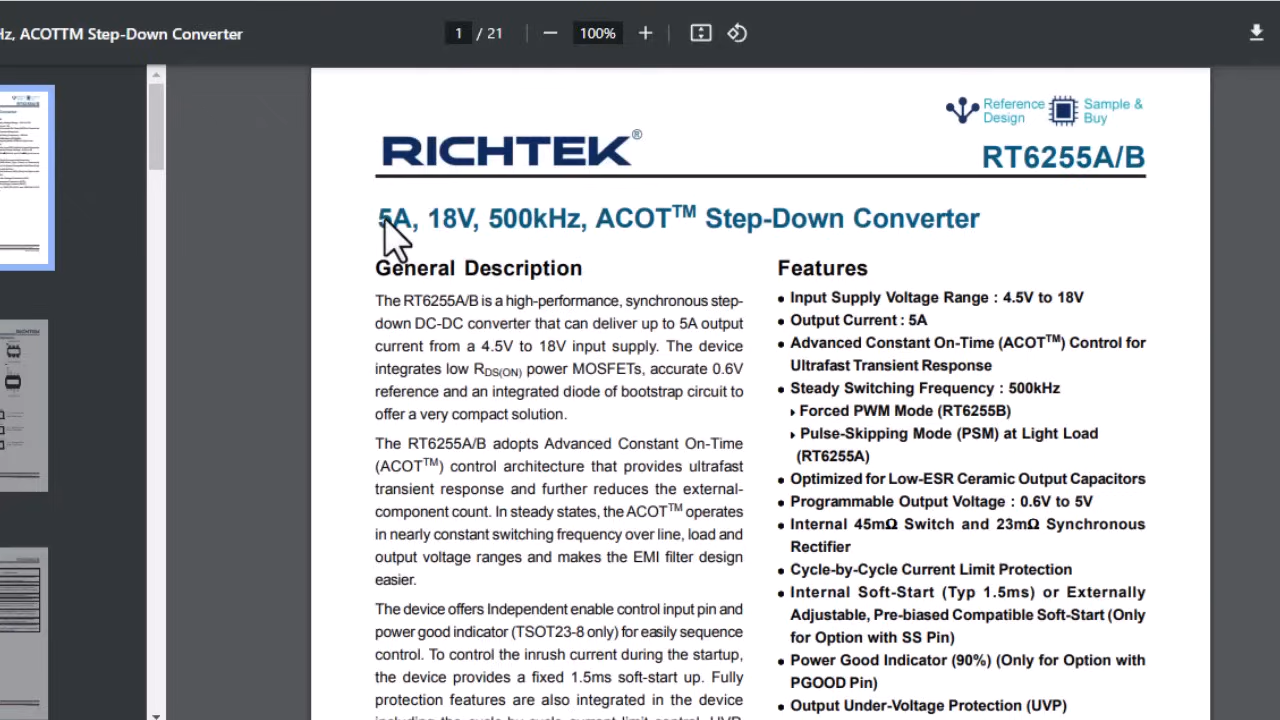 Hz, ACOTTM Step-Down Converter
1 / 21
100%
Reference Design
Sample & Buy
RICHTEK®
RT6255A/B
5A, 18V, 500kHz, ACOT™ Step-Down Converter
General Description
The RT6255A/B is a high-performance, synchronous step-
down DC-DC converter that can deliver up to 5A output
current from a 4.5V to 18V input supply. The device
integrates low RDS(ON) power MOSFETs, accurate 0.6V
reference and an integrated diode of bootstrap circuit to
offer a very compact solution.
The RT6255A/B adopts Advanced Constant On-Time
(ACOT™) control architecture that provides ultrafast
transient response and further reduces the external-
component count. In steady states, the ACOT™ operates
in nearly constant switching frequency over line, load and
output voltage ranges and makes the EMI filter design
easier.
The device offers Independent enable control input pin and
power good indicator (TSOT23-8 only) for easily sequence
control. To control the inrush current during the startup,
the device provides a fixed 1.5ms soft-start up. Fully
protection features are also integrated in the device
including the cycle-by-cycle current limit control, UVP,
Features
• Input Supply Voltage Range : 4.5V to 18V
• Output Current : 5A
• Advanced Constant On-Time (ACOT™) Control for
Ultrafast Transient Response
• Steady Switching Frequency : 500kHz
Forced PWM Mode (RT6255B)
Pulse-Skipping Mode (PSM) at Light Load
(RT6255A)
• Optimized for Low-ESR Ceramic Output Capacitors
• Programmable Output Voltage : 0.6V to 5V
• Internal 45mΩ Switch and 23mΩ Synchronous
Rectifier
• Cycle-by-Cycle Current Limit Protection
• Internal Soft-Start (Typ 1.5ms) or Externally
Adjustable, Pre-biased Compatible Soft-Start (Only
for Option with SS Pin)
• Power Good Indicator (90%) (Only for Option with
PGOOD Pin)
• Output Under-Voltage Protection (UVP)